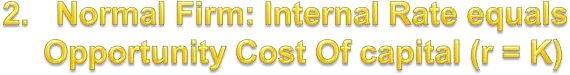 2. Normal Firm: Internal Rate equals
Opportunity Cost Of capital (r = K)